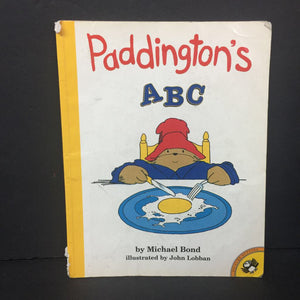 Paddington's
ABC
by Michael Bond
illustrated by John Lobban